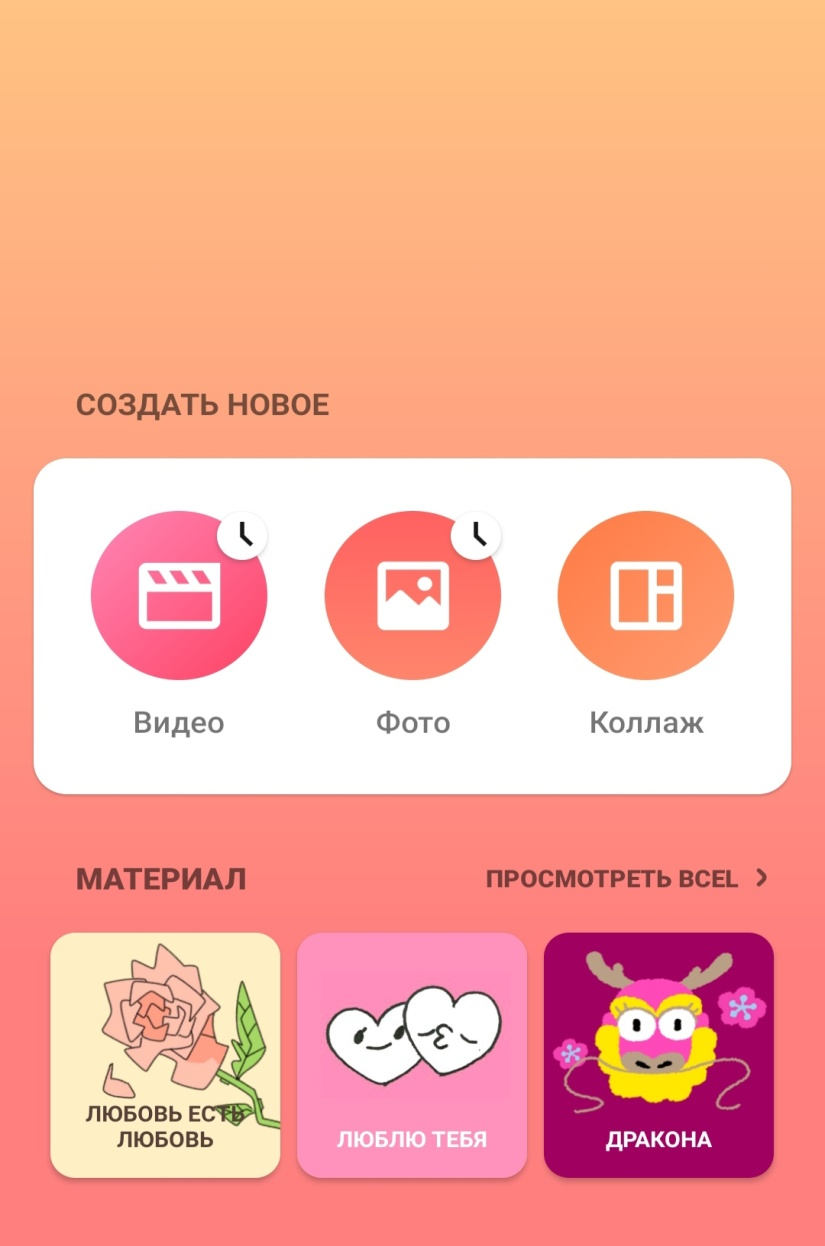 СОЗДАТЬ НОВОЕ
Видео
Фото
Коллаж
МАТЕРИАЛ
ПРОСМОТРЕТЬ ВСЕL
ЛЮБОВЬ ЕСТЬ
ЛЮБОВЬ
ЛЮБЛЮ ТЕБЯ
ДРАКОНА